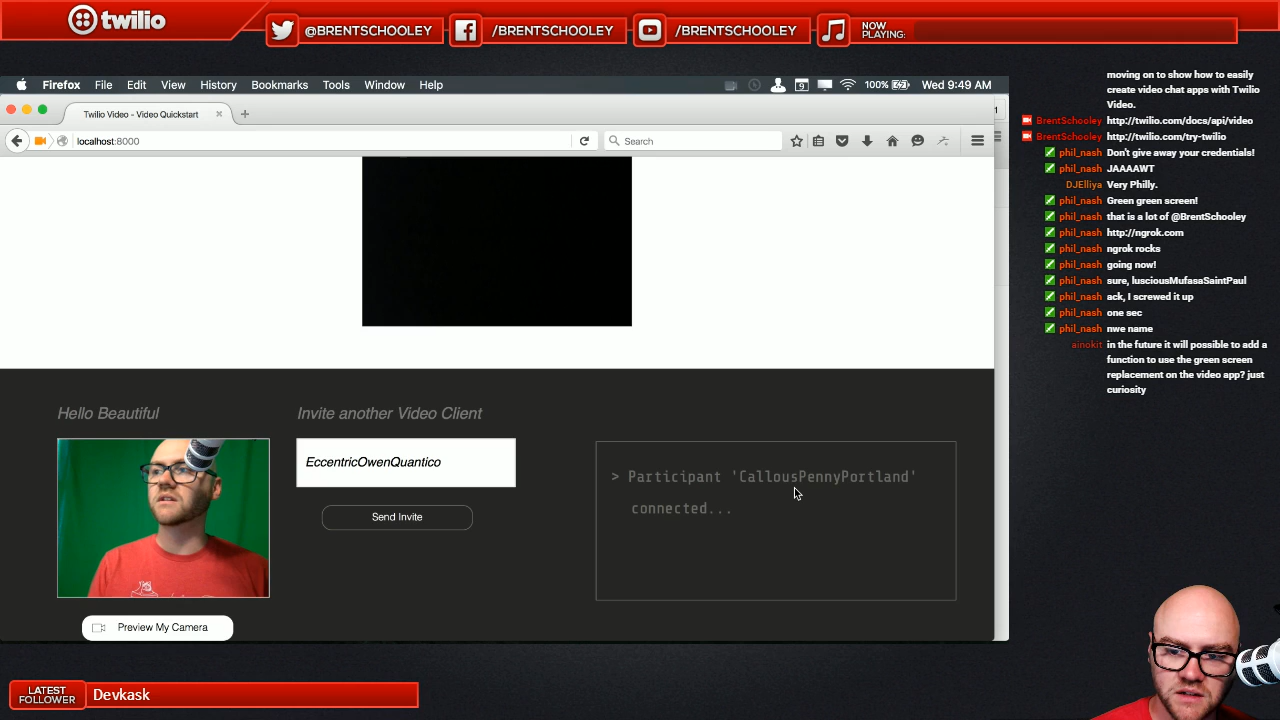 twilio
@BRENTSCHOOLEY
/BRENTSCHOOLEY
/BRENTSCHOOLEY
NOW
PLAYING:
Firefox File Edit View History Bookmarks Tools Window Help
9
100%
Wed 9:49 AM
Twilio Video - Video Quickstart
localhost:8000
Search
Hello Beautiful
Invite another Video Client
EccentricOwenQuantico
Send Invite
Preview My Camera
> Participant 'CallousPennyPortland'
connected...
moving on to show how to easily
create video chat apps with Twilio
Video.
BrentSchooley http://twilio.com/docs/api/video
BrentSchooley http://twilio.com/try-twilio
phil_nash Don't give away your credentials!
phil_nash JAAAAWT
DJElliya Very Philly.
phil_nash Green green screen!
phil_nash that is a lot of @BrentSchooley
phil_nash http://ngrok.com
phil_nash ngrok rocks
phil_nash going now!
phil_nash sure, lusciousMufasaSaintPaul
phil_nash ack, I screwed it up
phil_nash one sec
phil_nash nwe name
ainokit in the future it will possible to add a
function to use the green screen
replacement on the video app? just
curiosity
LATEST
FOLLOWER
Devkask